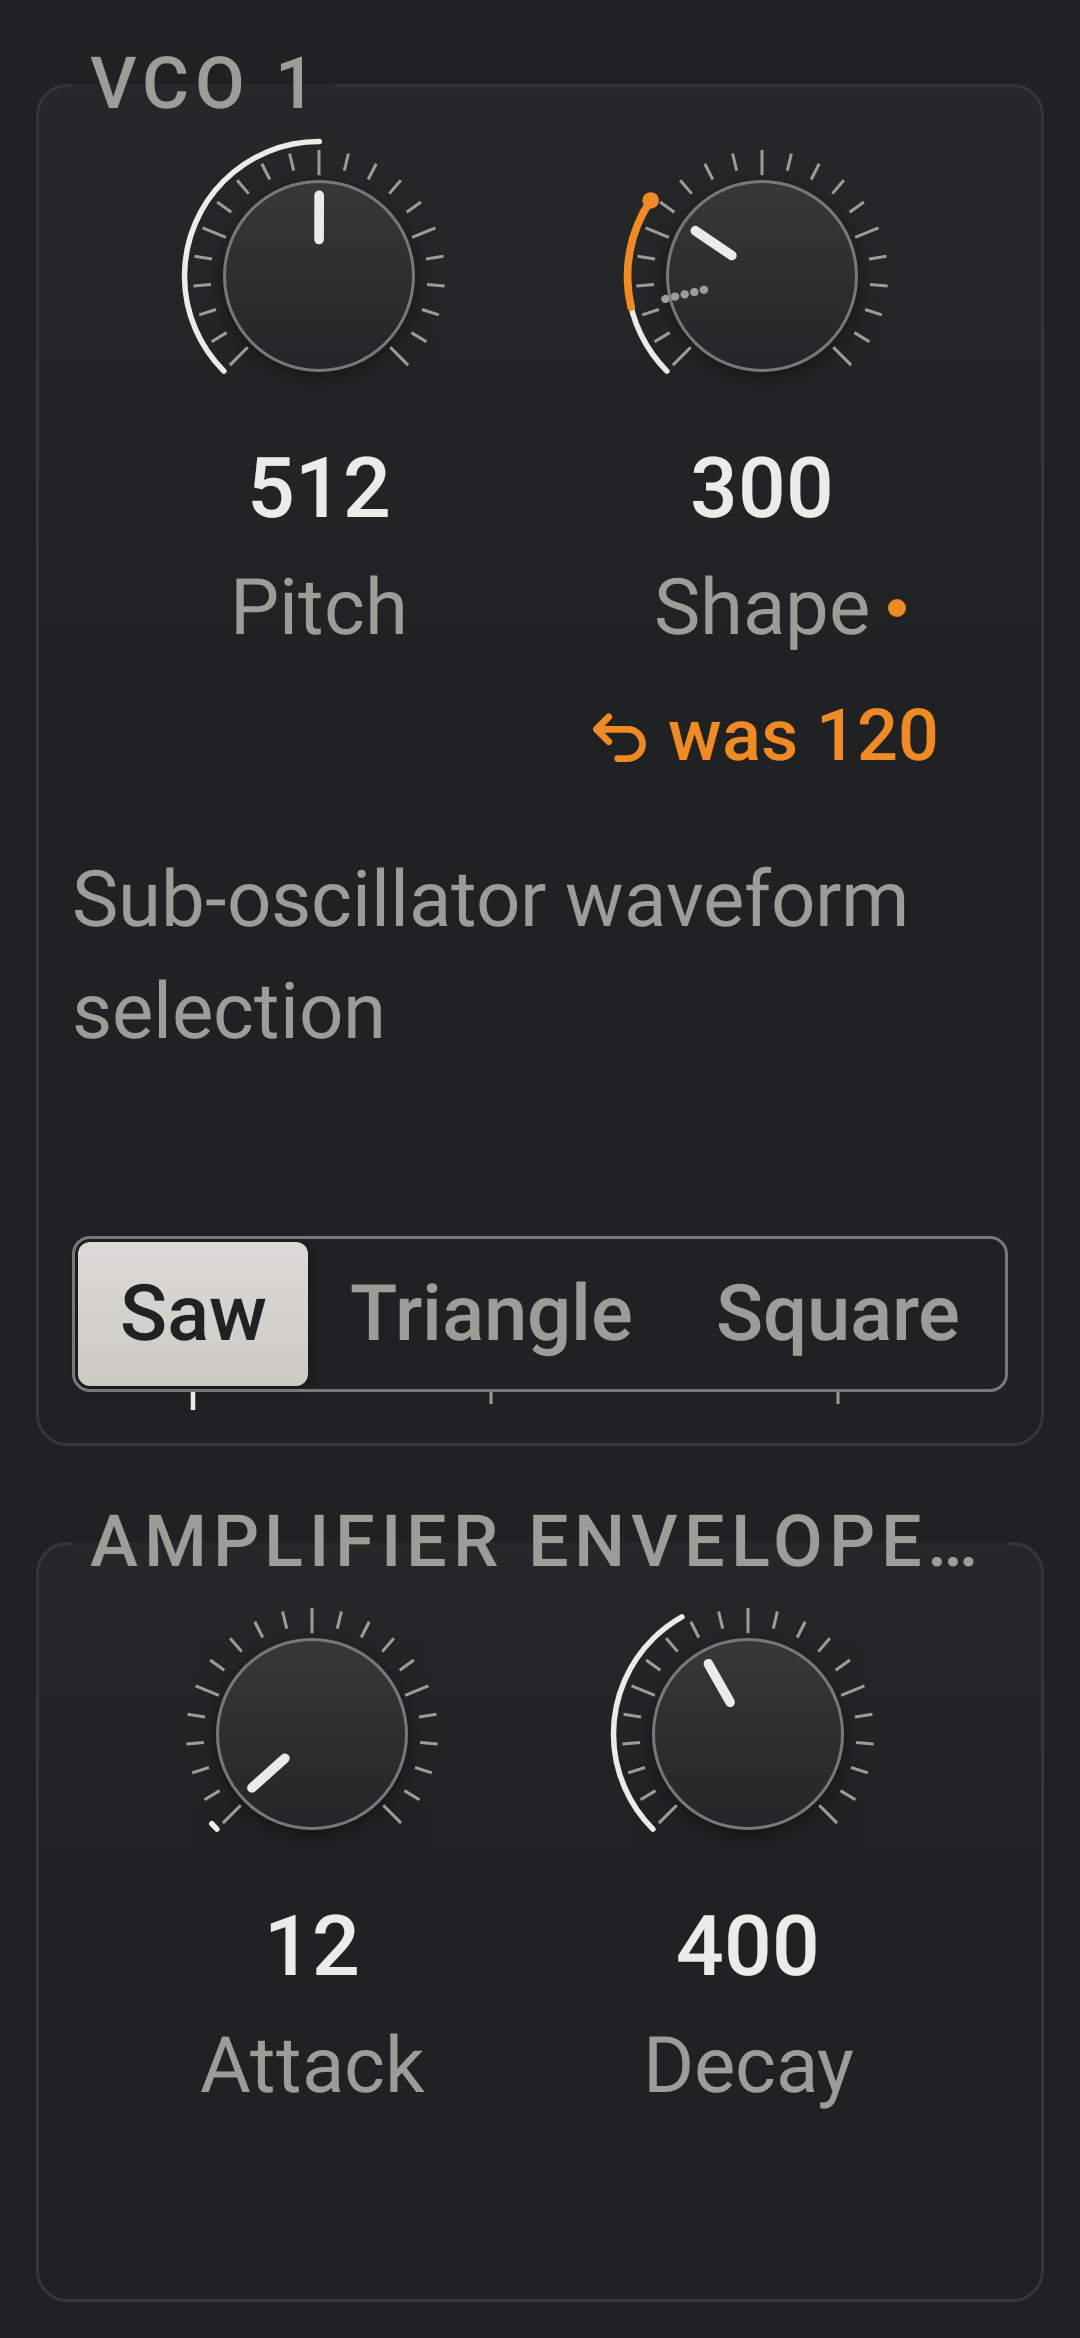 VCO 1
512 300
Pitch Shape
was 120
Sub-oscillator waveform
selection
Saw Triangle Square
AMPLIFIER ENVELOPE…
12 400
Attack Decay